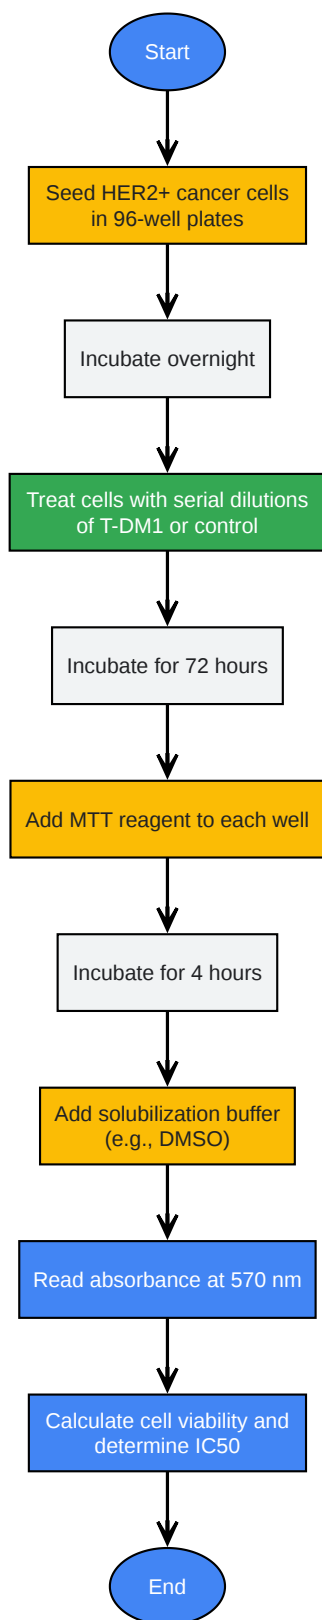 Start
Seed HER2+ cancer cells
in 96-well plates
Incubate overnight
Treat cells with serial dilutions
of T-DM1 or control
Incubate for 72 hours
Add MTT reagent to each well
Incubate for 4 hours
Add solubilization buffer
(e.g., DMSO)
Read absorbance at 570 nm
Calculate cell viability and
determine IC50
End